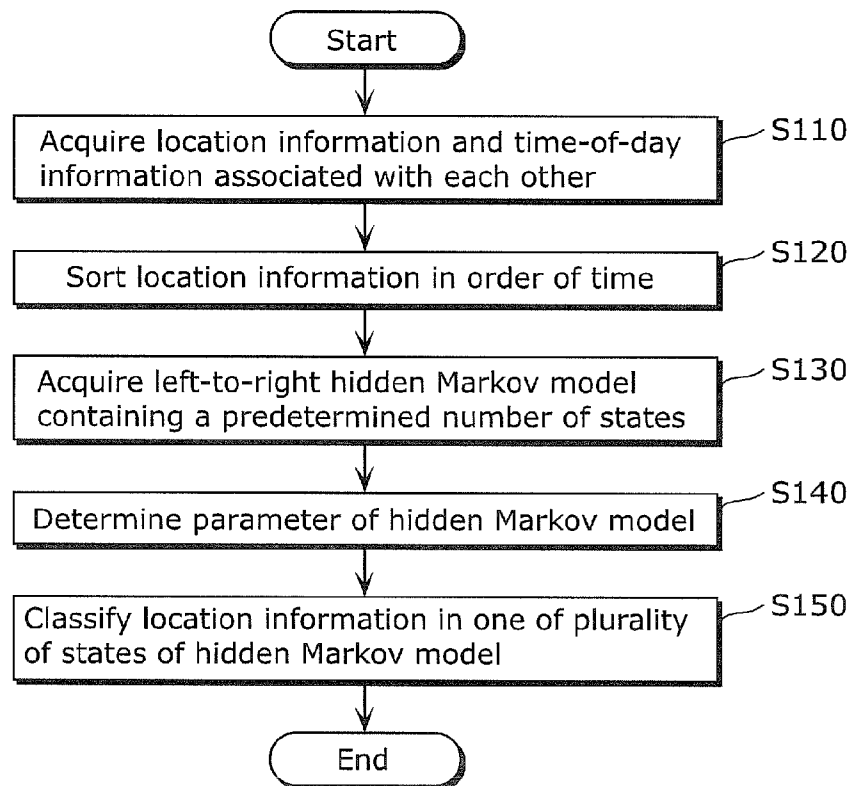 Start
Acquire location information and time-of-day
information associated with each other
S110
Sort location information in order of time
S120
Acquire left-to-right hidden Markov model
containing a predetermined number of states
S130
Determine parameter of hidden Markov model
S140
Classify location information in one of plurality
of states of hidden Markov model
S150
End